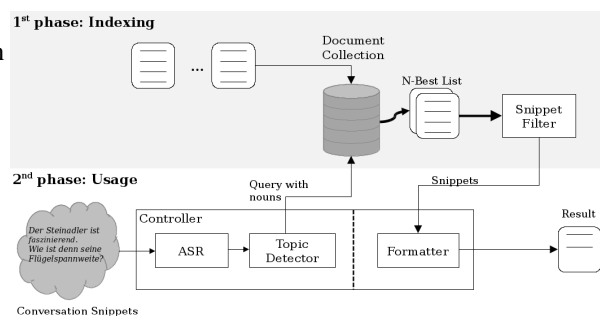 1st phase: Indexing
Document
Collection
...
N-Best List
Snippet
Filter
2nd phase: Usage
Query with
nouns
Snippets
Controller
Result
Der Steinadler ist
faszinierend.
Wie ist denn seine
Flügelspannweite?
ASR
Topic
Detector
Formatter
Conversation Snippets